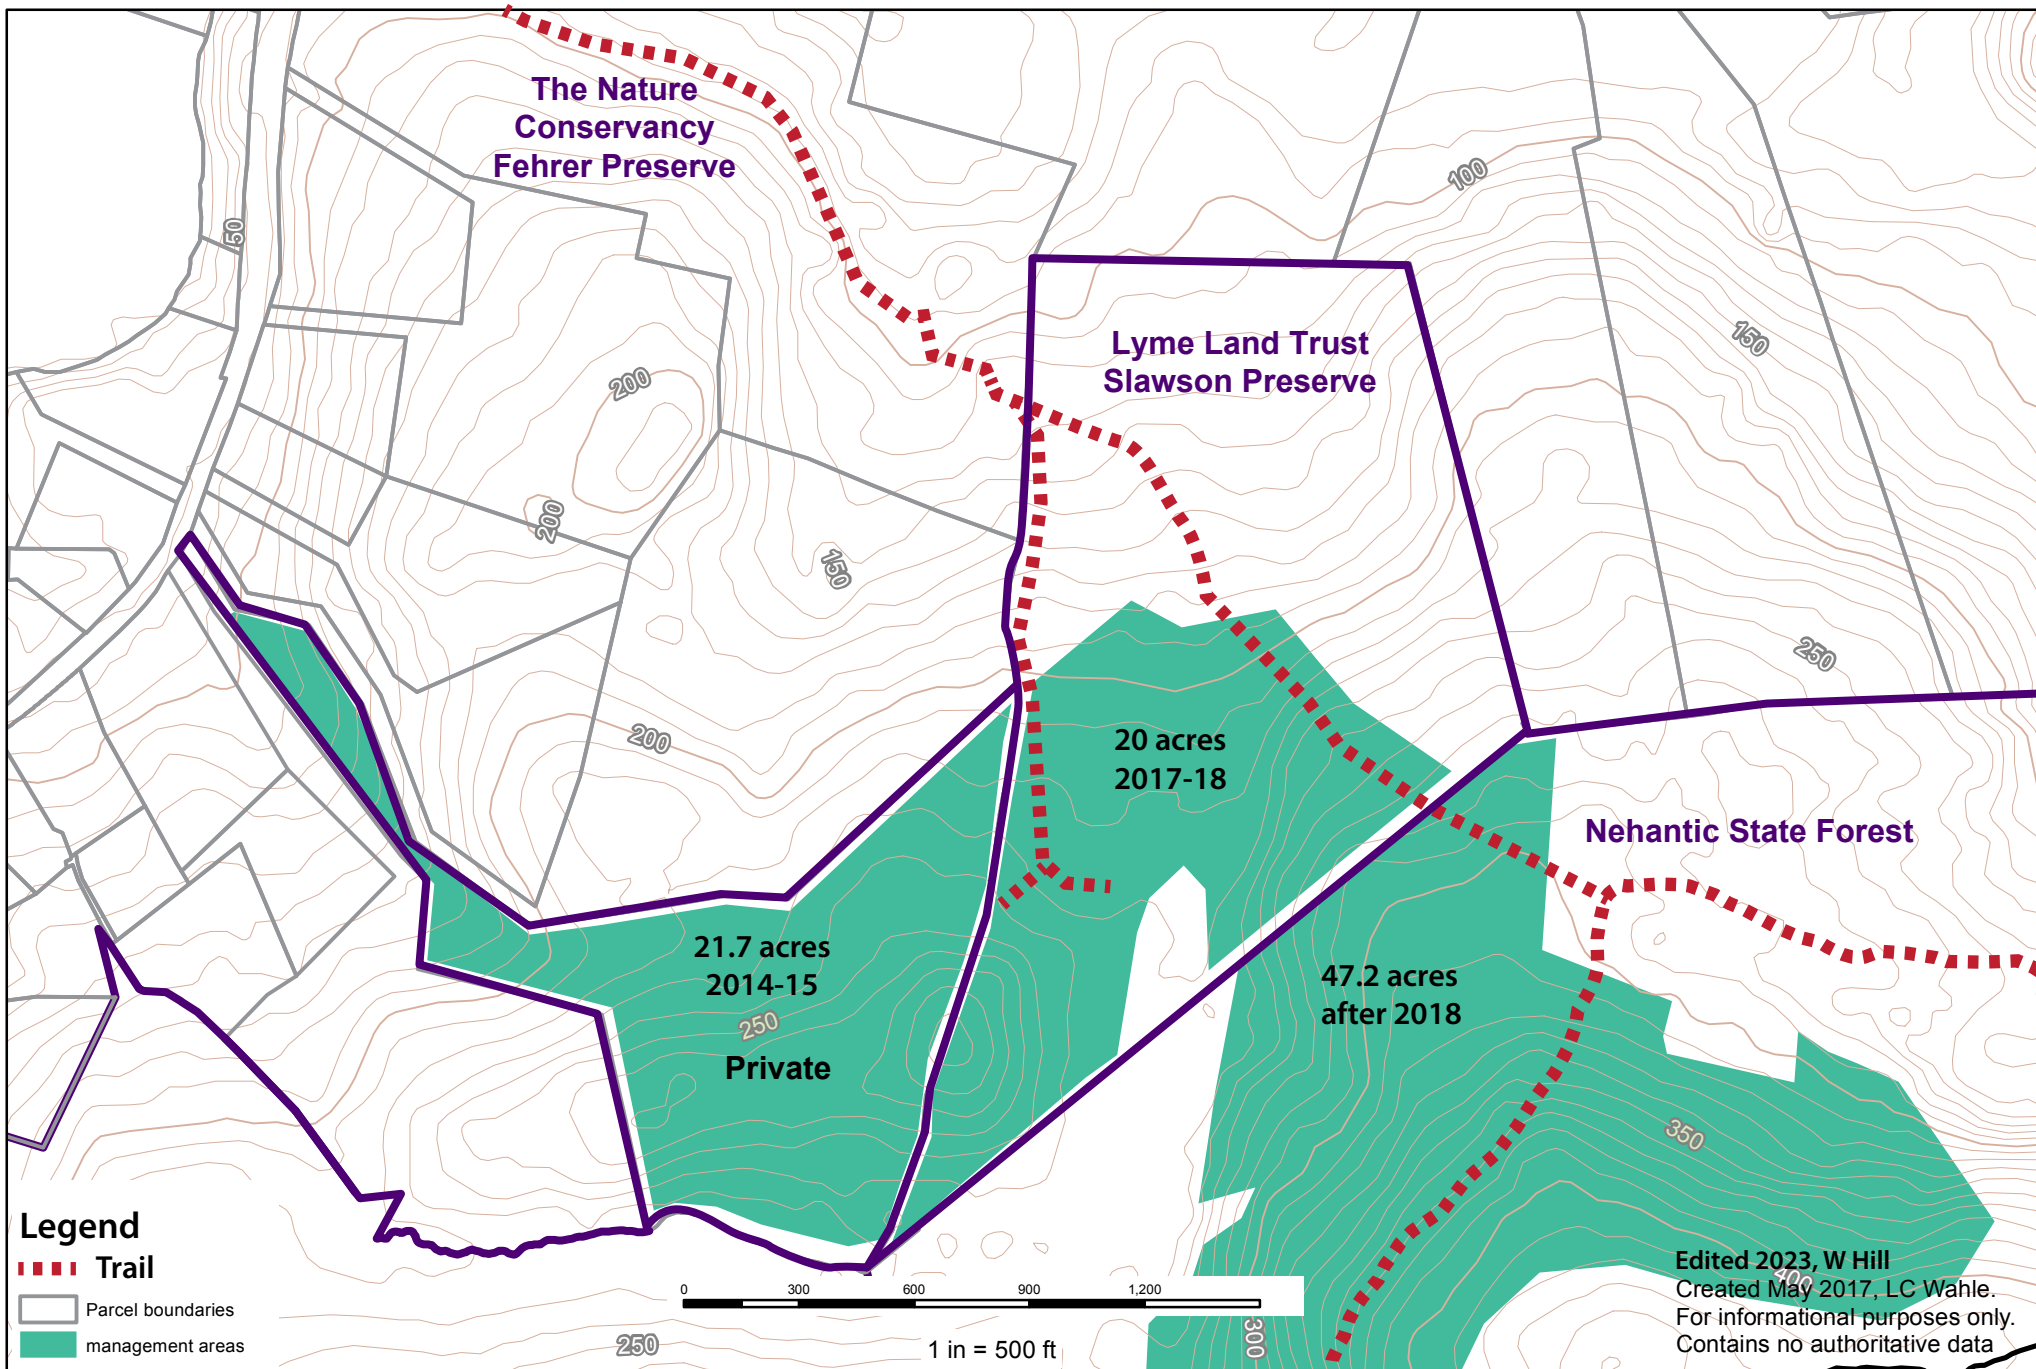 The Nature
Conservancy
Fehrer Preserve
100
50
Lyme Land Trust
Slawson Preserve
150
200
200
150
250
200
20 acres
2017-18
Nehantic State Forest
21.7 acres
2014-15
250
Private
47.2 acres
after 2018
350
Legend
Trail
Parcel boundaries
management areas
0 300 600 900 1,200
1 in = 500 ft
250
300
400
Edited 2023, W Hill
Created May 2017, LC Wahle.
For informational purposes only.
Contains no authoritative data